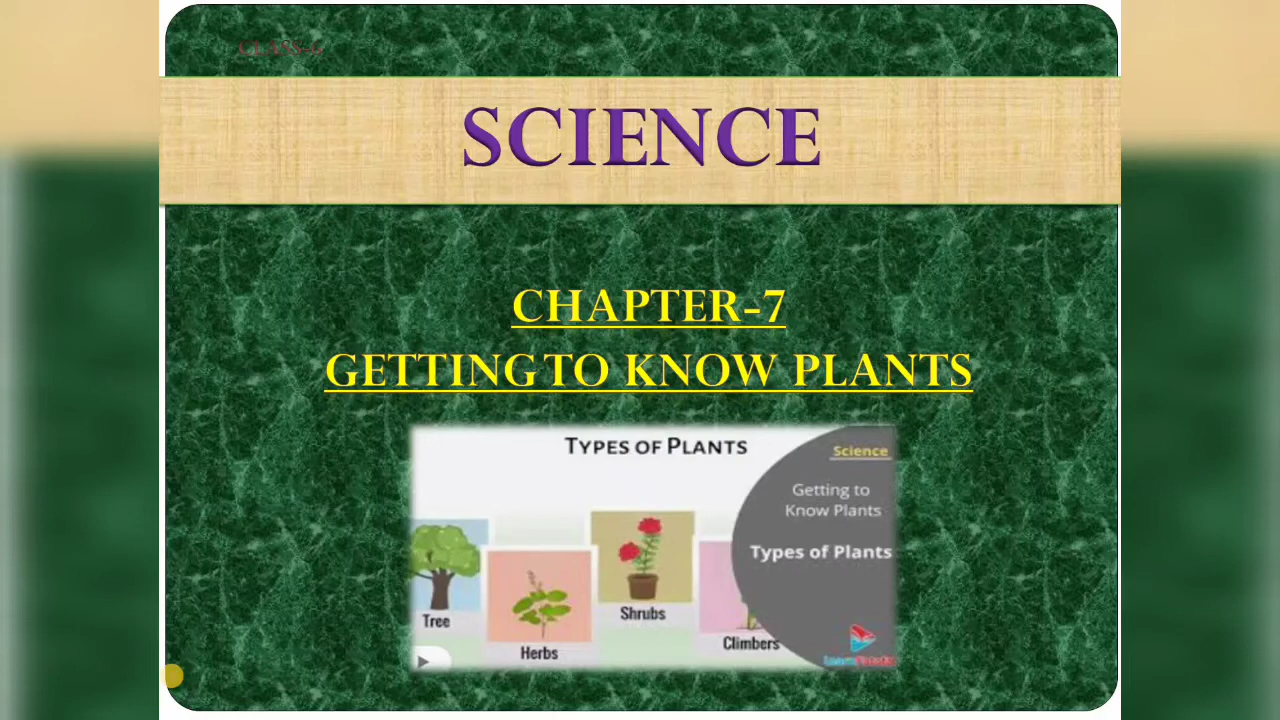 CLASS-6
SCIENCE
CHAPTER-7
GETTING TO KNOW PLANTS
TYPES OF PLANTS
Science
Getting to
Know Plants
Types of Plants
Tree
Herbs
Shrubs
Climbers